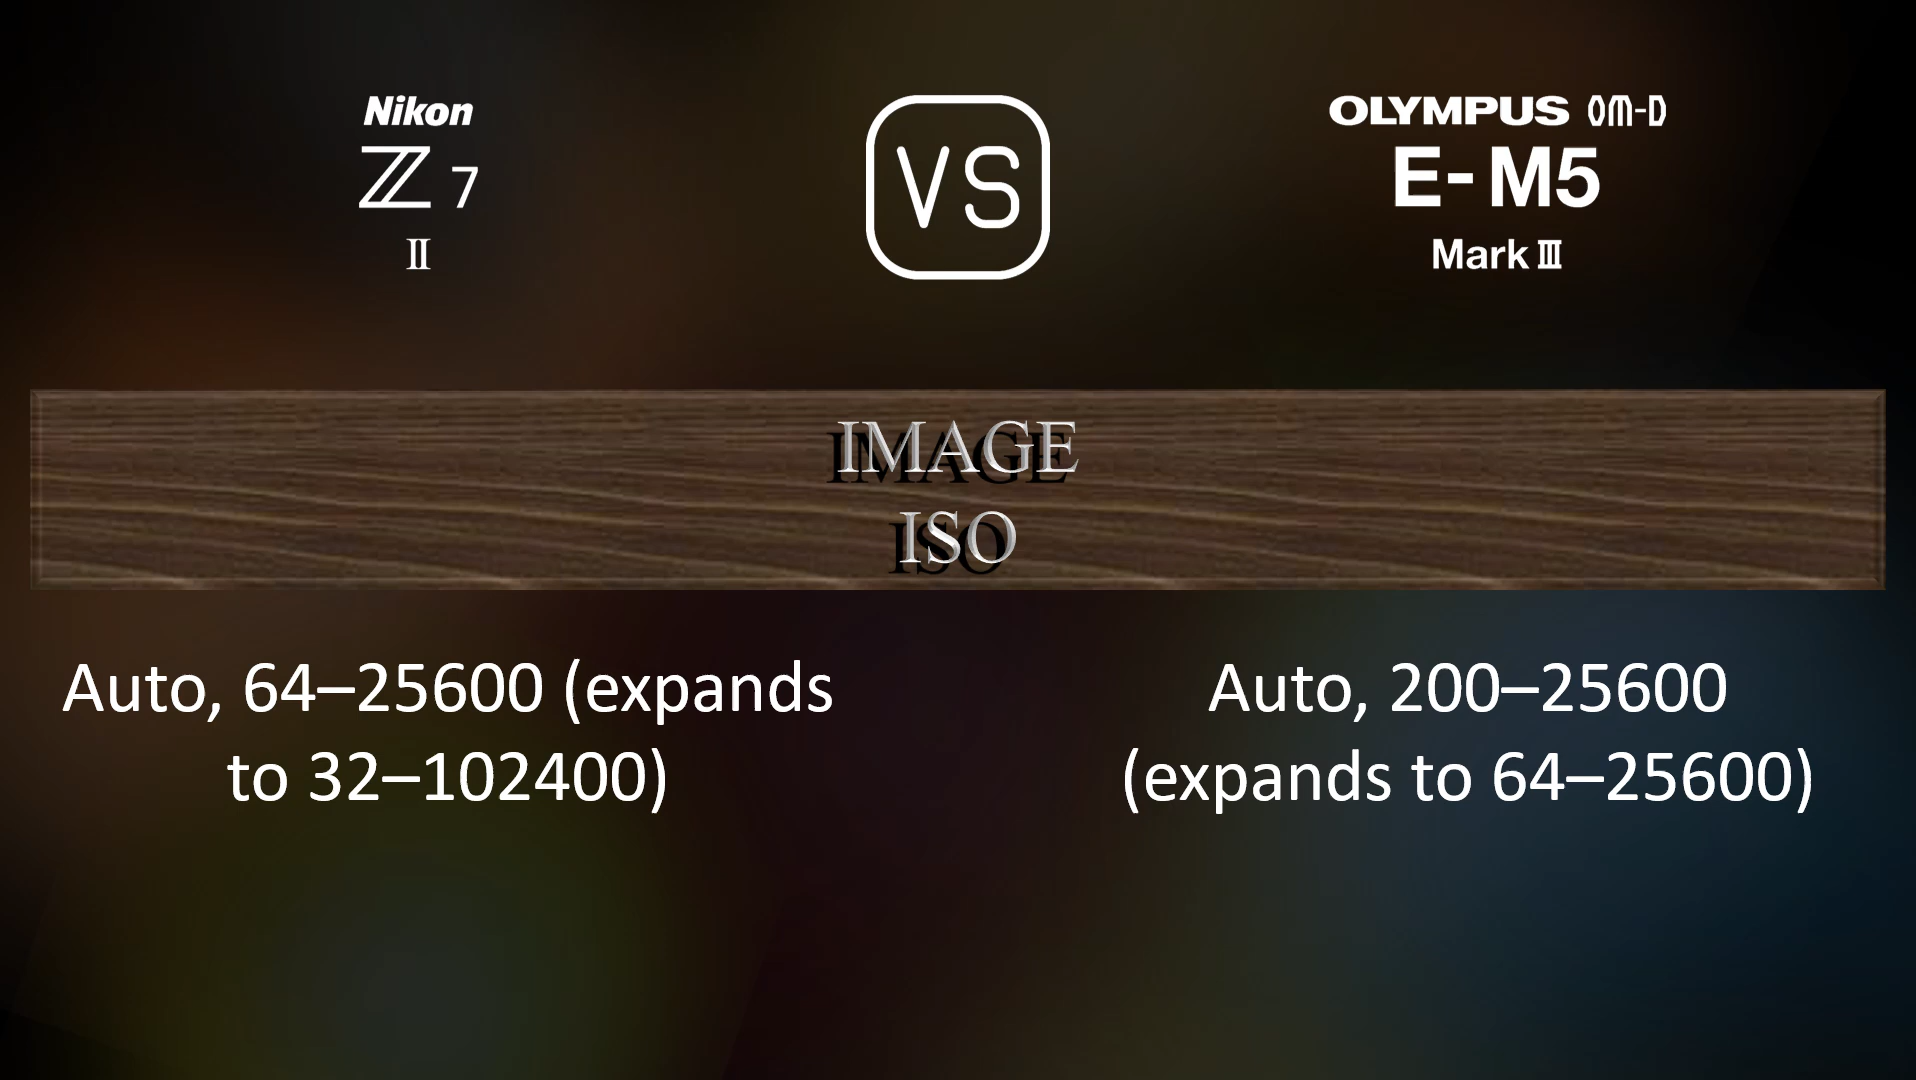 Nikon
Z 7
II
VS
OLYMPUS OM-D
E-M5
Mark III
IMAGE
ISO
Auto, 64–25600 (expands
to 32–102400)
Auto, 200–25600
(expands to 64–25600)